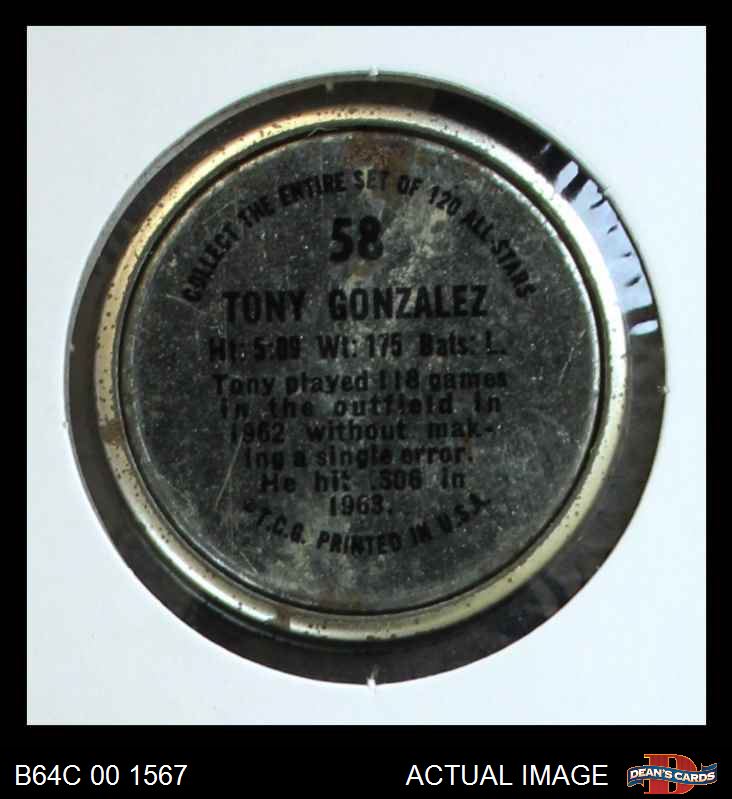 COLLECT THE ENTIRE SET OF 120 ALL-STARS
58
TONY GONZALEZ
Ht: 5:09 Wt: 175 Bats: L.
Tony played 118 games
in the outfield in
1962 without mak-
ing a single error.
He hit .306 in
1963.
©T.C.G. PRINTED IN U.S.A.
B64C 00 1567
ACTUAL IMAGE
D
DEAN'S CARDS